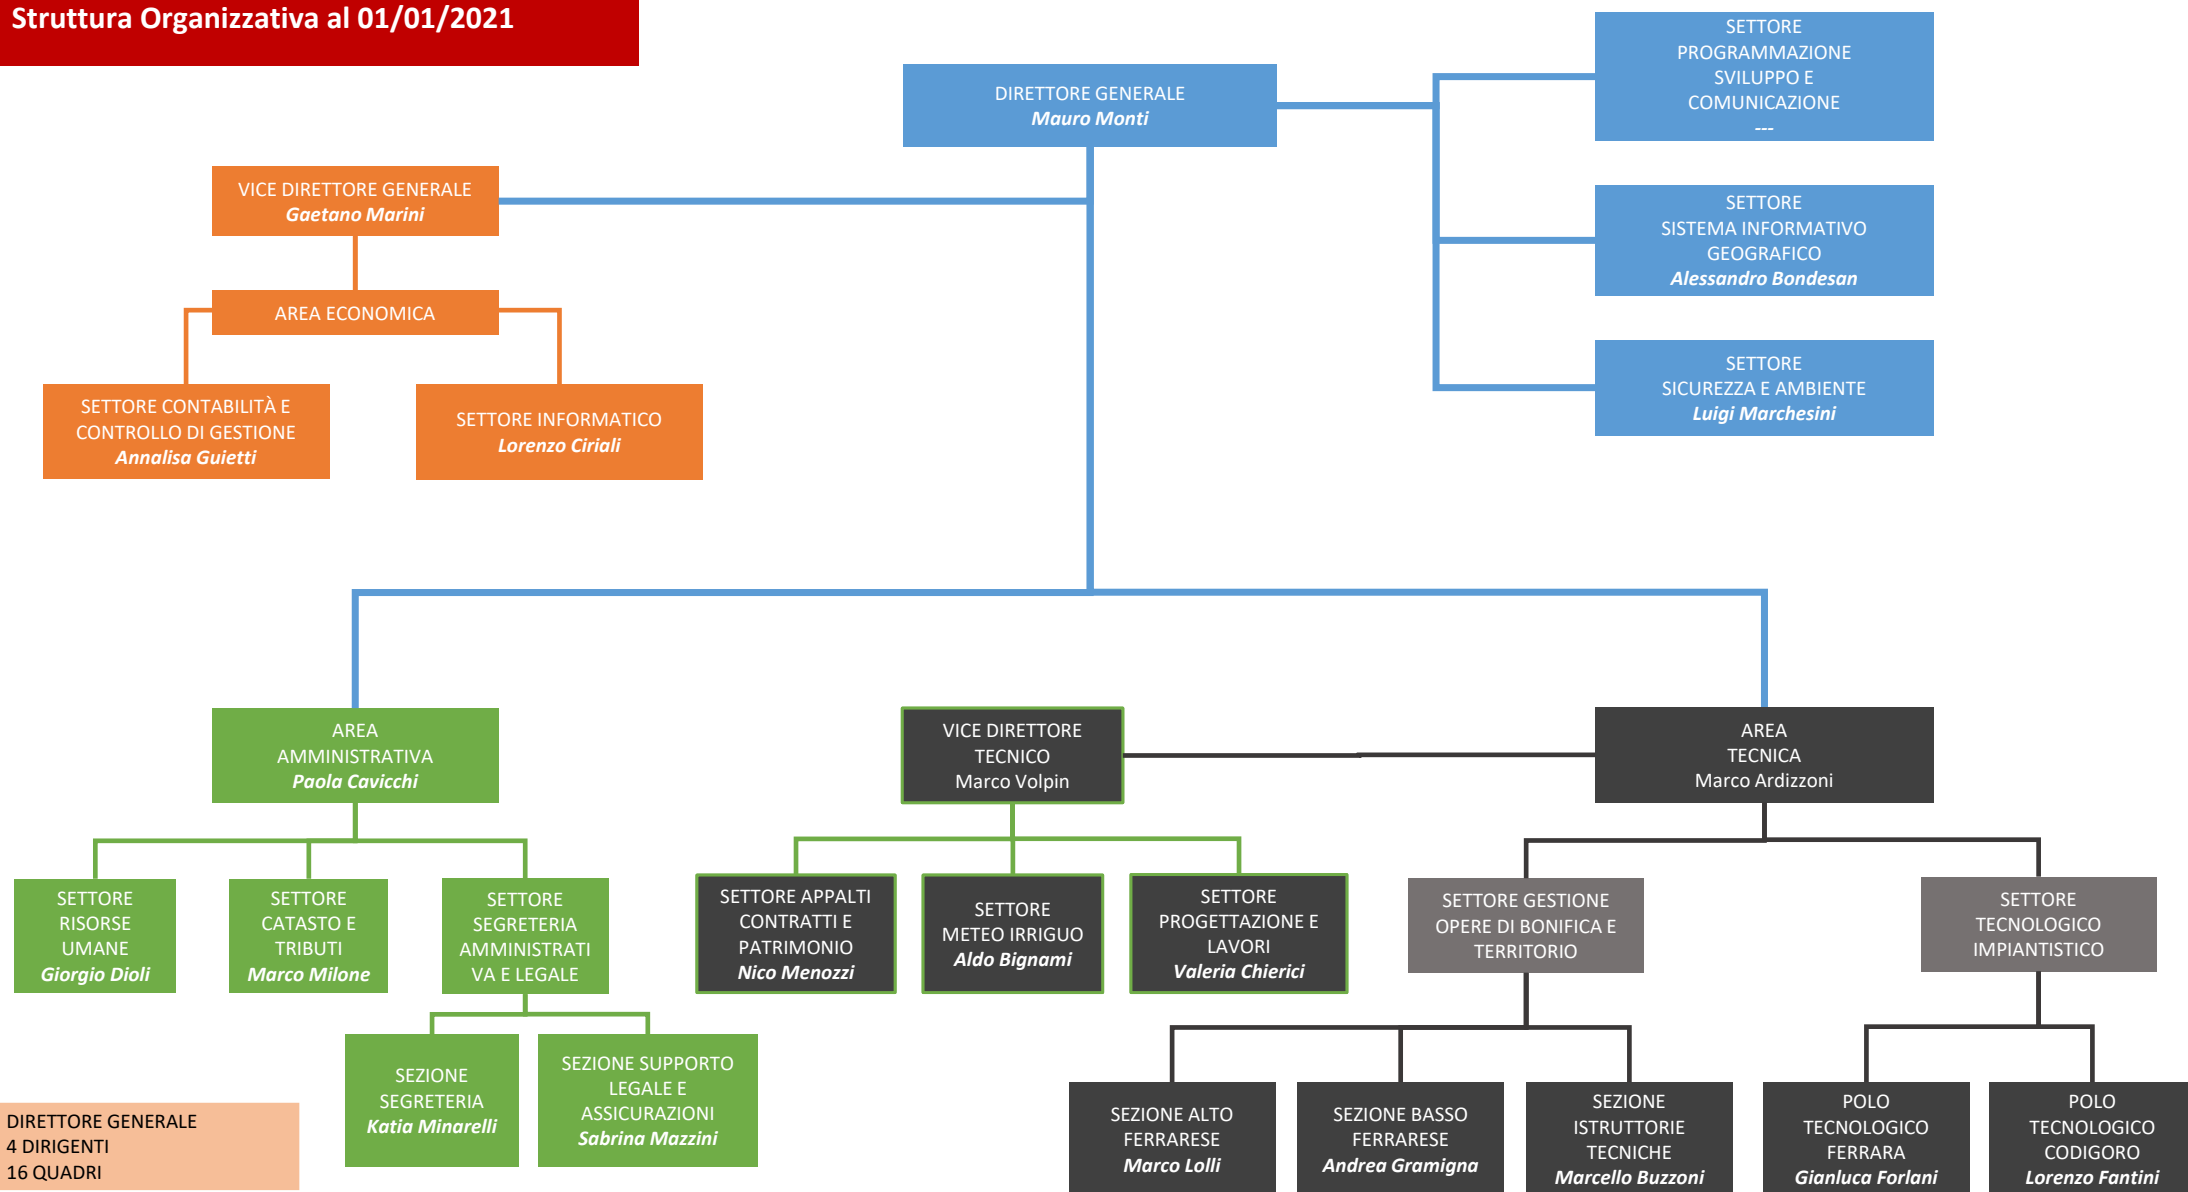 Struttura Organizzativa al 01/01/2021
DIRETTORE GENERALE
Mauro Monti
SETTORE
PROGRAMMAZIONE
SVILUPPO E
COMUNICAZIONE
---
SETTORE
SISTEMA INFORMATIVO
GEOGRAFICO
Alessandro Bondesan
SETTORE
SICUREZZA E AMBIENTE
Luigi Marchesini
VICE DIRETTORE GENERALE
Gaetano Marini
AREA ECONOMICA
SETTORE CONTABILITÀ E
CONTROLLO DI GESTIONE
Annalisa Guietti
SETTORE INFORMATICO
Lorenzo Ciriali
AREA
AMMINISTRATIVA
Paola Cavicchi
VICE DIRETTORE
TECNICO
Marco Volpin
AREA
TECNICA
Marco Ardizzoni
SETTORE
RISORSE
UMANE
Giorgio Dioli
SETTORE
CATASTO E
TRIBUTI
Marco Milone
SETTORE
SEGRETERIA
AMMINISTRATI
VA E LEGALE
SETTORE APPALTI
CONTRATTI E
PATRIMONIO
Nico Menozzi
SETTORE
METEO IRRIGUO
Aldo Bignami
SETTORE
PROGETTAZIONE E
LAVORI
Valeria Chierici
SETTORE GESTIONE
OPERE DI BONIFICA E
TERRITORIO
SETTORE
TECNOLOGICO
IMPIANTISTICO
SEZIONE
SEGRETERIA
Katia Minarelli
SEZIONE SUPPORTO
LEGALE E
ASSICURAZIONI
Sabrina Mazzini
SEZIONE ALTO
FERRARESE
Marco Lolli
SEZIONE BASSO
FERRARESE
Andrea Gramigna
SEZIONE
ISTRUTTORIE
TECNICHE
Marcello Buzzoni
POLO
TECNOLOGICO
FERRARA
Gianluca Forlani
POLO
TECNOLOGICO
CODIGORO
Lorenzo Fantini
DIRETTORE GENERALE
4 DIRIGENTI
16 QUADRI